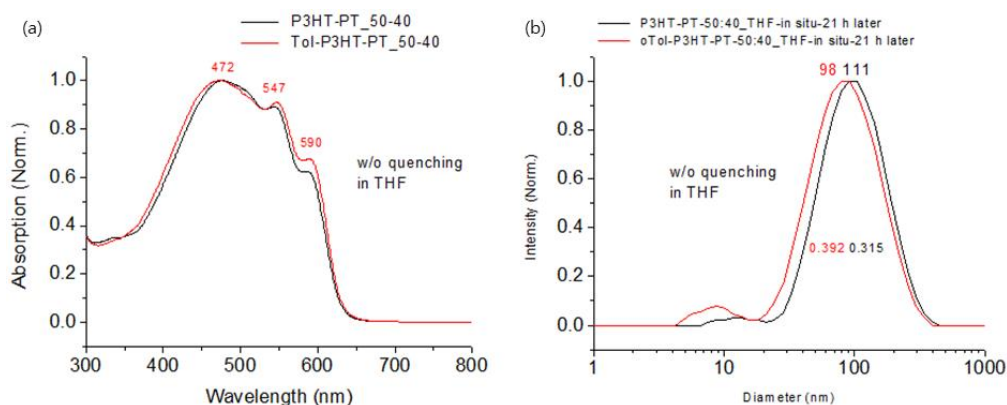 (a)
P3HT-PT_50-40
Tol-P3HT-PT_50-40
472
547
590
w/o quenching
in THF
1.0
0.8
0.6
0.4
0.2
0.0
Absorption (Norm.)
300
400
500
600
700
800
Wavelength (nm)
(b)
P3HT-PT-50:40_THF-in situ-21 h later
oTol-P3HT-PT-50:40_THF-in situ-21 h later
98 111
w/o quenching
in THF
0.392 0.315
1.0
0.8
0.6
0.4
0.2
0.0
Intensity (Norm.)
1
10
100
1000
Diameter (nm)